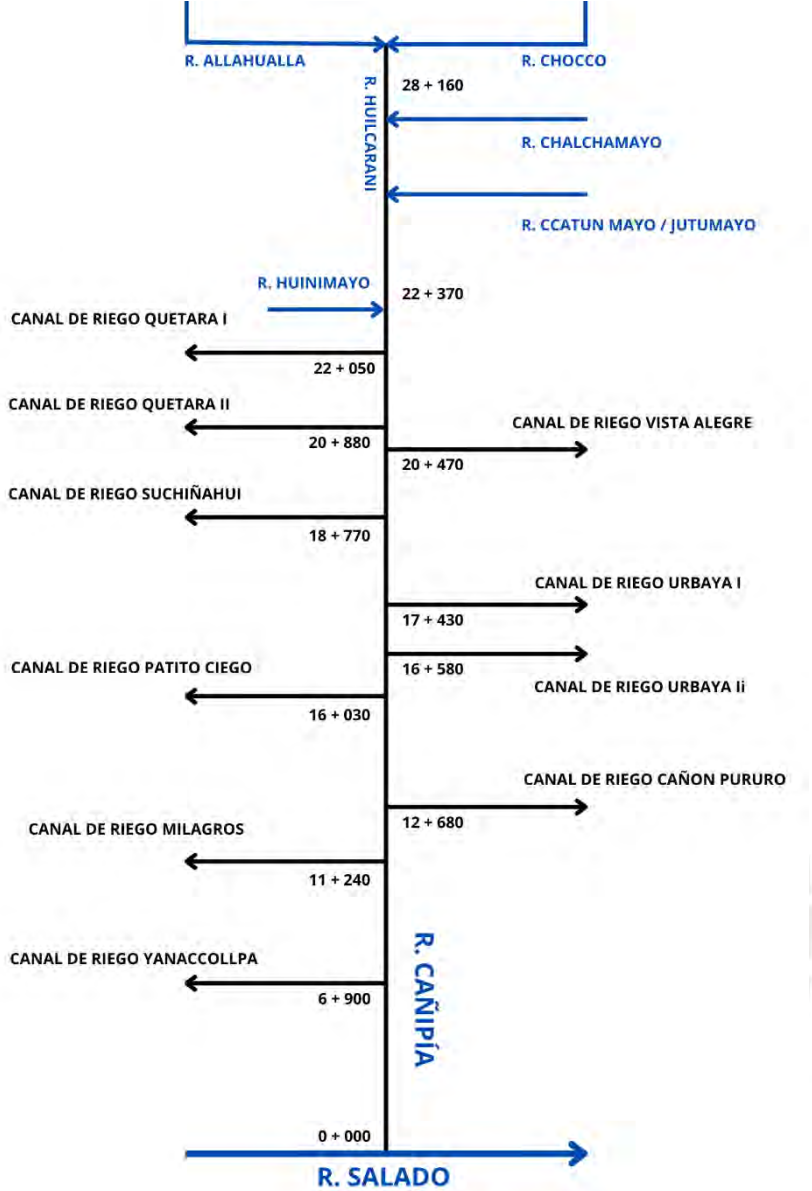 R. ALLAHUALLA
R. CHOCCO
R. HUILCARANI
28 + 160
R. CHALCHAMAYO
R. CCATUN MAYO / JUTUMAYO
R. HUINIMAYO
22 + 370
CANAL DE RIEGO QUETARA I
22 + 050
CANAL DE RIEGO QUETARA II
20 + 880
CANAL DE RIEGO VISTA ALEGRE
20 + 470
CANAL DE RIEGO SUCHIÑAHUI
18 + 770
CANAL DE RIEGO URBAYA I
17 + 430
16 + 580
CANAL DE RIEGO URBAYA Ii
CANAL DE RIEGO PATITO CIEGO
16 + 030
CANAL DE RIEGO CAÑON PURURO
12 + 680
CANAL DE RIEGO MILAGROS
11 + 240
R. CAÑIPÍA
CANAL DE RIEGO YANACCOLLPA
6 + 900
0 + 000
R. SALADO